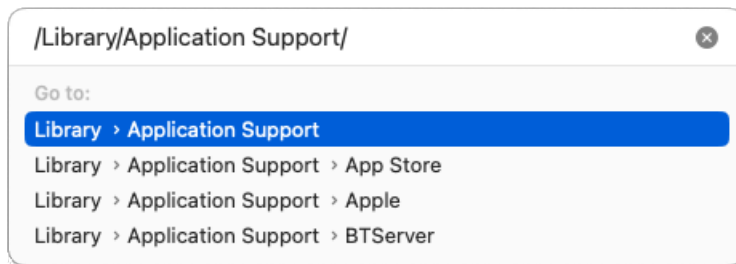 /Library/Application Support/
Go to:
Library › Application Support
Library › Application Support › App Store
Library › Application Support › Apple
Library › Application Support › BTServer